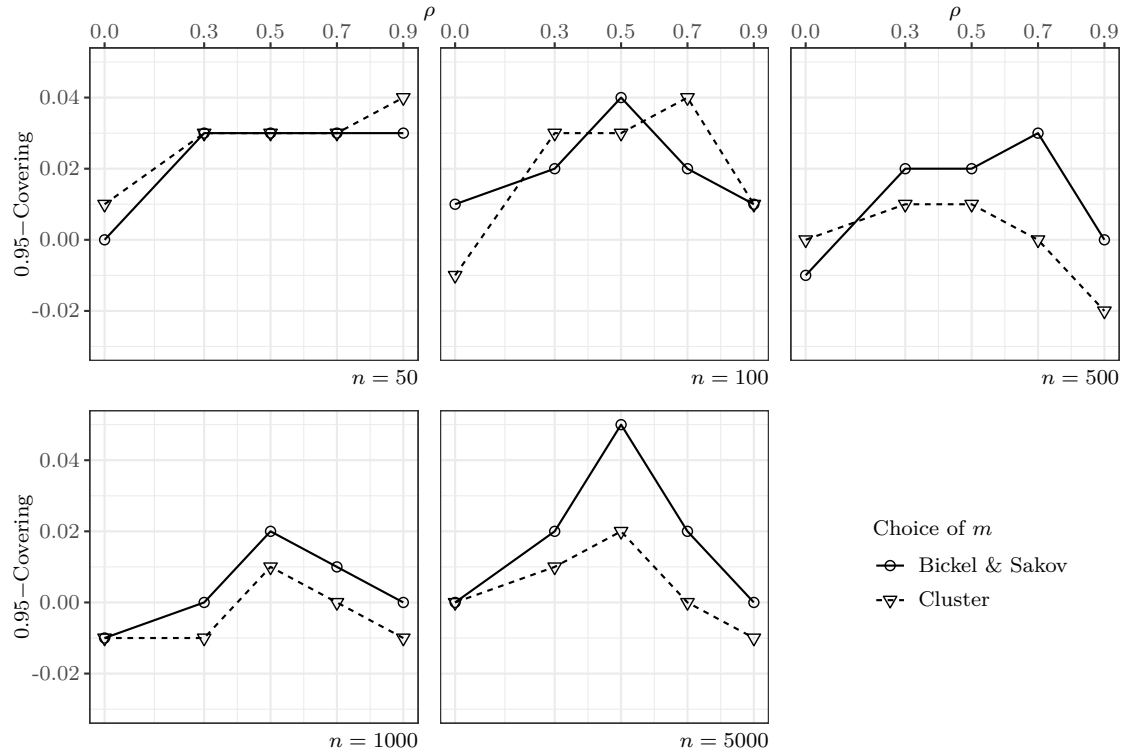 ρ ρ
0.0 0.3 0.5 0.7 0.9 0.0 0.3 0.5 0.7 0.9 0.0 0.3 0.5 0.7 0.9
0.95−Covering
0.04
0.02
0.00
-0.02
n = 50 n = 100 n = 500
0.95−Covering
0.04
0.02
0.00
-0.02
n = 1000 n = 5000
Choice of m
Bickel & Sakov
Cluster